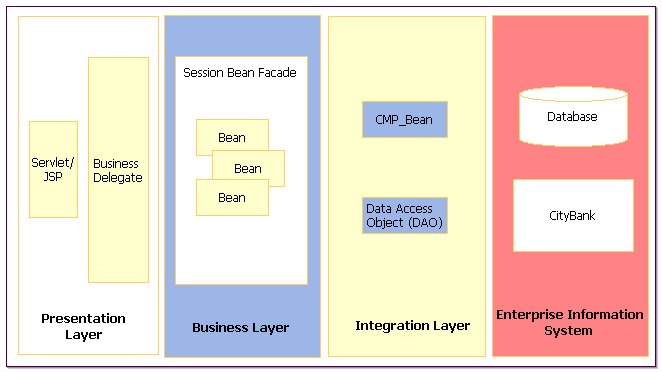 Servlet/
JSP
Business
Delegate
Presentation
Layer
Session Bean Facade
Bean
Bean
Bean
Business Layer
CMP_Bean
Data Access
Object (DAO)
Integration Layer
Database
CityBank
Enterprise Information
System